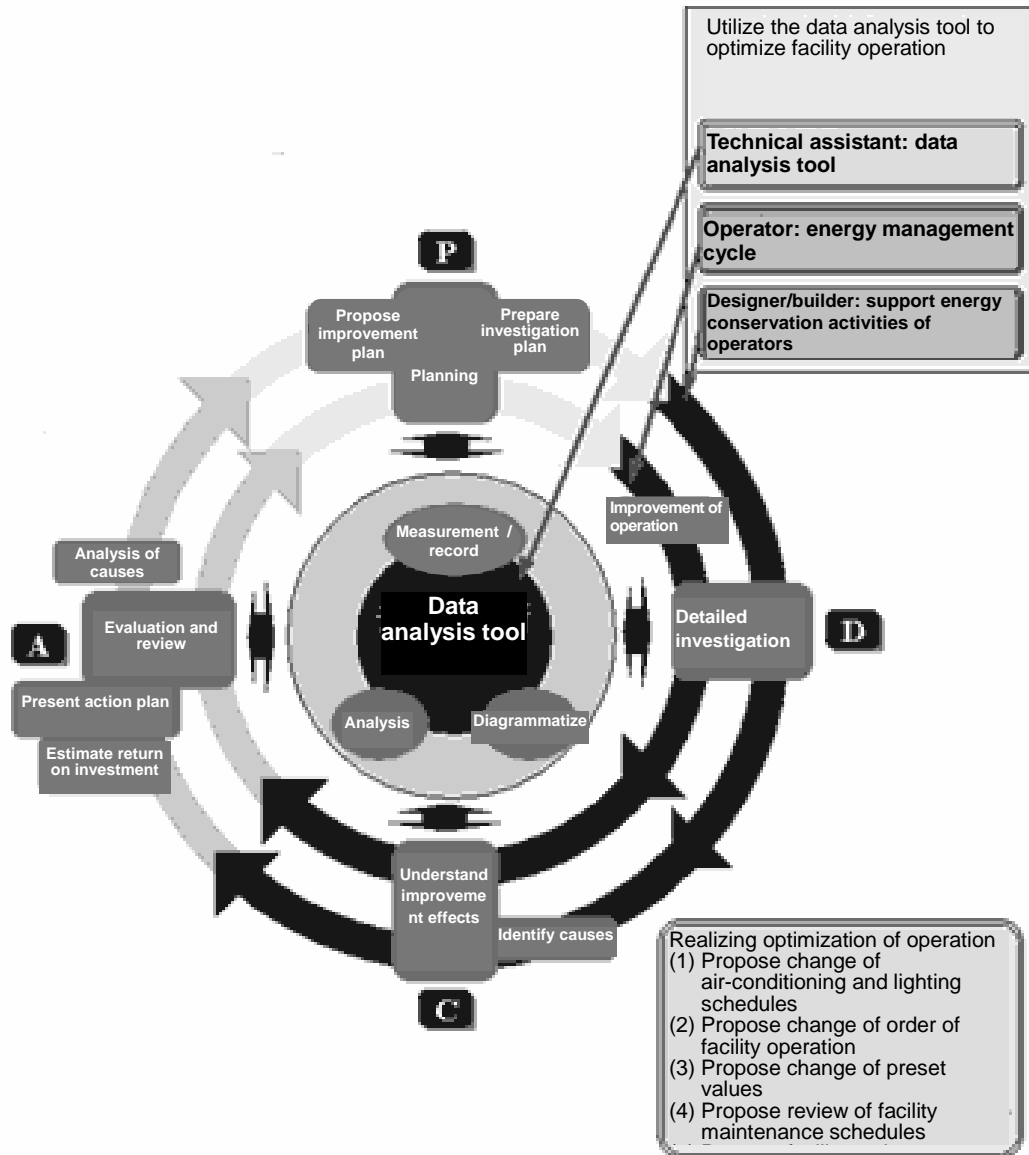 Utilize the data analysis tool to
optimize facility operation
Technical assistant: data
analysis tool
Operator: energy management
cycle
Designer/builder: support energy
conservation activities of
operators
P
Propose
improvement
plan
Prepare
investigation
plan
Planning
Improvement of
operation
Measurement /
record
Data
analysis tool
Analysis
Diagrammatize
Analysis of
causes
Evaluation and
review
A
Present action plan
Estimate return
on investment
Detailed
investigation
D
Understand
improveme
nt effects
Identify causes
C
Realizing optimization of operation
(1) Propose change of
air-conditioning and lighting
schedules
(2) Propose change of order of
facility operation
(3) Propose change of preset
values
(4) Propose review of facility
maintenance schedules